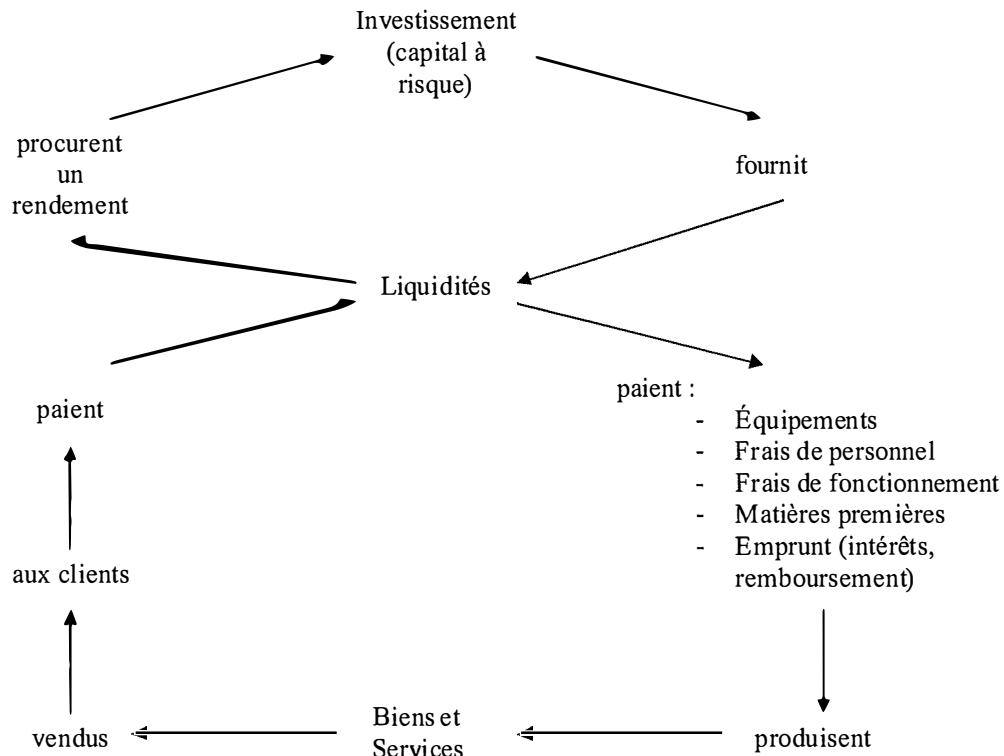 Investissement
(capital à
risque)
procurent
un
rendement
fournit
Liquidités
paient
paient :
- Équipements
- Frais de personnel
- Frais de fonctionnement
- Matières premières
- Emprunt (intérêts,
remboursement)
aux clients
vendus
Biens et
Services
produisent